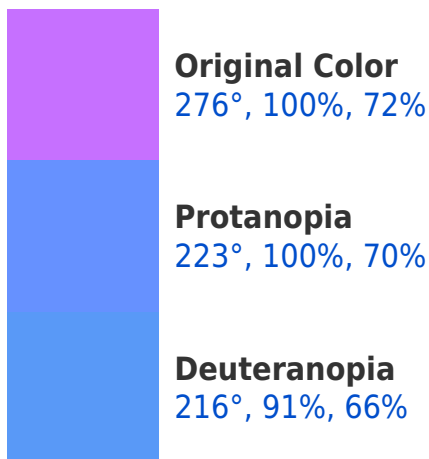 Original Color
276°, 100%, 72%
Protanopia
223°, 100%, 70%
Deuteranopia
216°, 91%, 66%